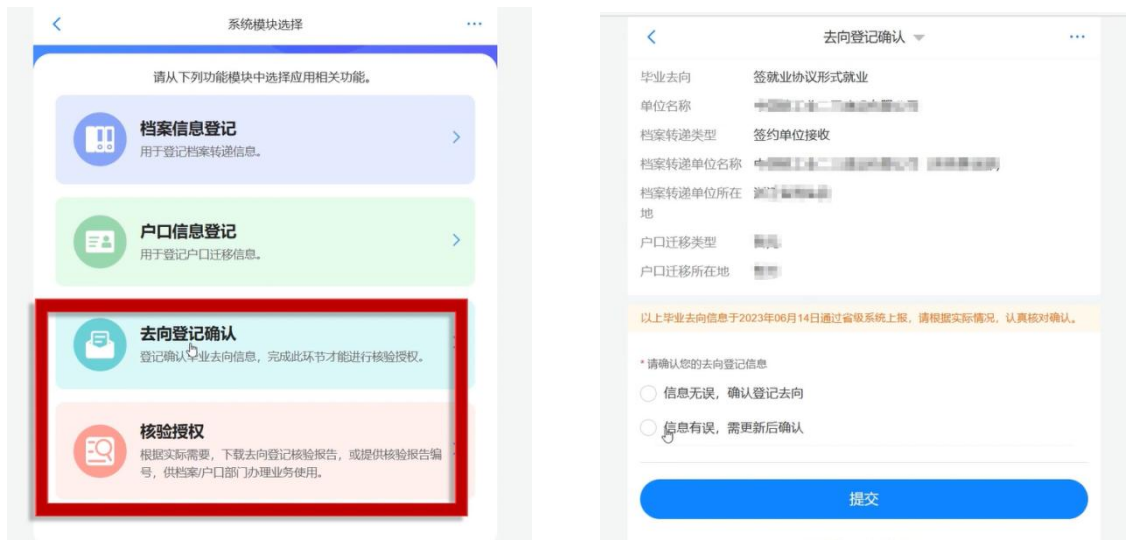 系统模块选择
请从下列功能模块中选择应用相关功能。
档案信息登记
用于登记档案转递信息。
户口信息登记
用于登记户口迁移信息。
去向登记确认
登记确认毕业去向信息，完成此环节才能进行核验授权。
核验授权
根据实际需要，下载去向登记核验报告，或提供核验报告编
号，供档案/户口部门办理业务使用。
去向登记确认
毕业去向 签就业协议形式就业
单位名称
档案转递类型 签约单位接收
档案转递单位名称
档案转递单位所在
地
户口迁移类型
户口迁移所在地
以上毕业去向信息于2023年06月14日通过省级系统上报，请根据实际情况，认真核对确认。
*请确认您的去向登记信息
信息无误，确认登记去向
信息有误，需更新后确认
提交